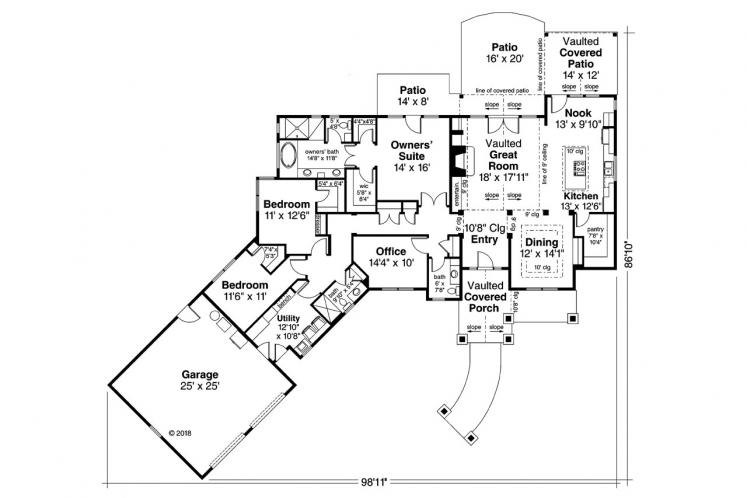 Patio
16' x 20'
line of covered patio
Vaulted
Covered
Patio
14' x 12'
slope slope
Patio
14' x 8'
line of covered patio
slope slope
Nook
13' x 9'10"
5' x
4'8"
4'4"x4'8"
owners' bath
14'8" x 11'8"
Owners'
Suite
14' x 16'
Vaulted
Great
Room
18' x 17'11"
9' clg
line of 9' ceiling
10' clg
slope slope
entertain.
wic
5'8" x
8'4"
5'4" x 6'4"
Bedroom
11' x 12'6"
Kitchen
13' x 12'6"
9' clg
9' clg
9' clg
pantry
7'8" x
10'4"
10'8" Clg
Entry
Dining
12' x 14'1"
10' clg
Office
14'4" x 10'
bath
6' x
7'8"
7'4"x
5'3"
Bedroom
11'6" x 11'
bench
bath
Utility
12'10"
x 10'8"
Vaulted
Covered
Porch
10'8" clg
slope slope
slope slope
Garage
25' x 25'
© 2018
86'10"
98'11"